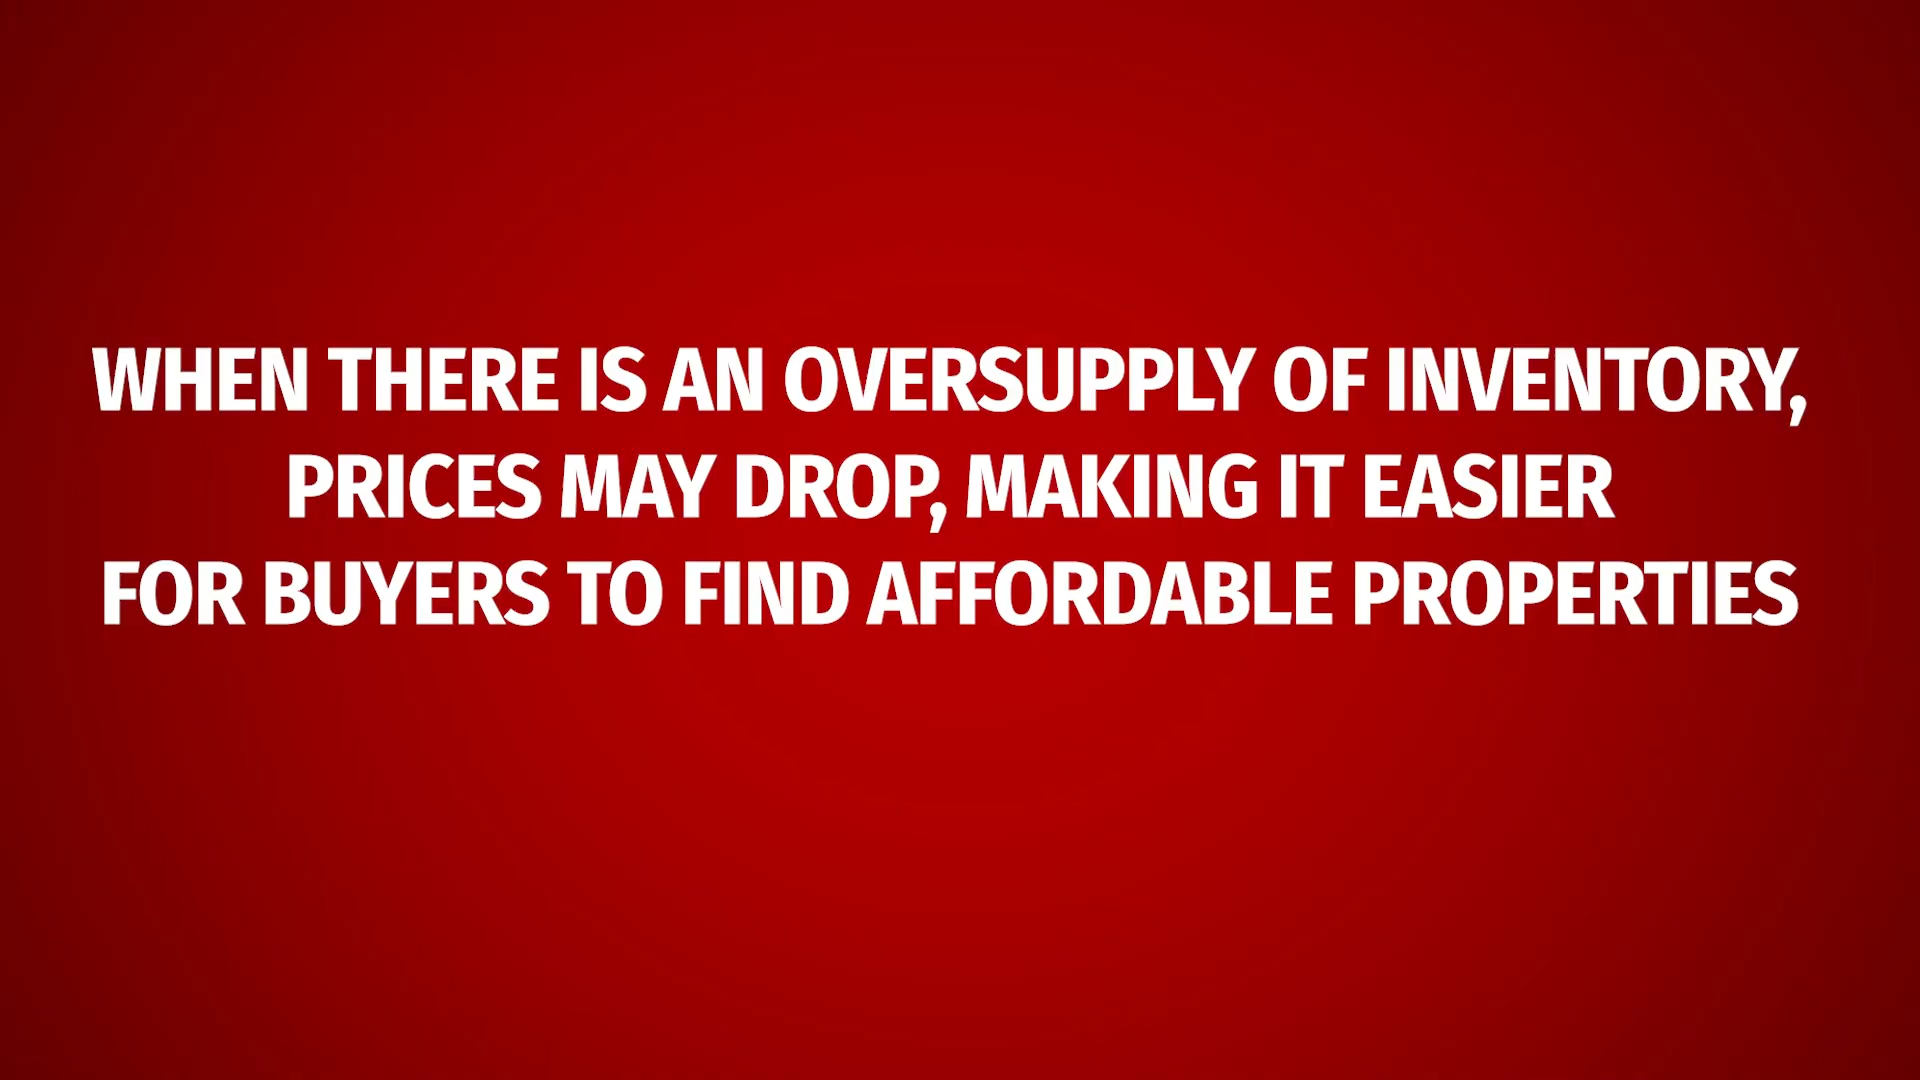 WHEN THERE IS AN OVERSUPPLY OF INVENTORY,
PRICES MAY DROP, MAKING IT EASIER
FOR BUYERS TO FIND AFFORDABLE PROPERTIES